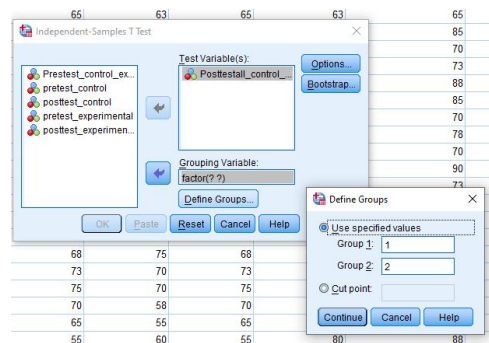 65 63 65 63 65
Independent-Samples T Test
85
70
73
88
85
70
78
70
90
73
Test Variable(s):
Prestest_control_ex...
pretest_control
posttest_control
pretest_experimental
posttest_experimen...
Posttestall_control_...
Options...
Bootstrap...
Grouping Variable:
factor(? ?)
Define Groups...
OK Paste Reset Cancel Help
Define Groups
Use specified values
Group 1: 1
Group 2: 2
Cut point:
Continue Cancel Help
68 75 68
73 70 73
75 70 75
70 58 70
65 55 65
55 60 55 80 88